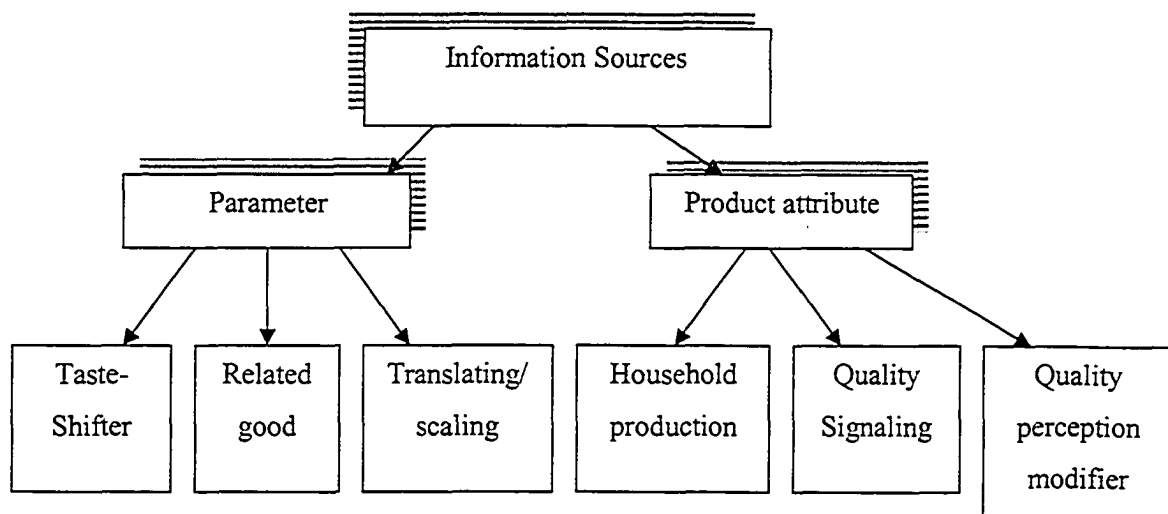 Information Sources
Parameter
Product attribute
Taste-
Shifter
Related
good
Translating/
scaling
Household
production
Quality
Signaling
Quality
perception
modifier